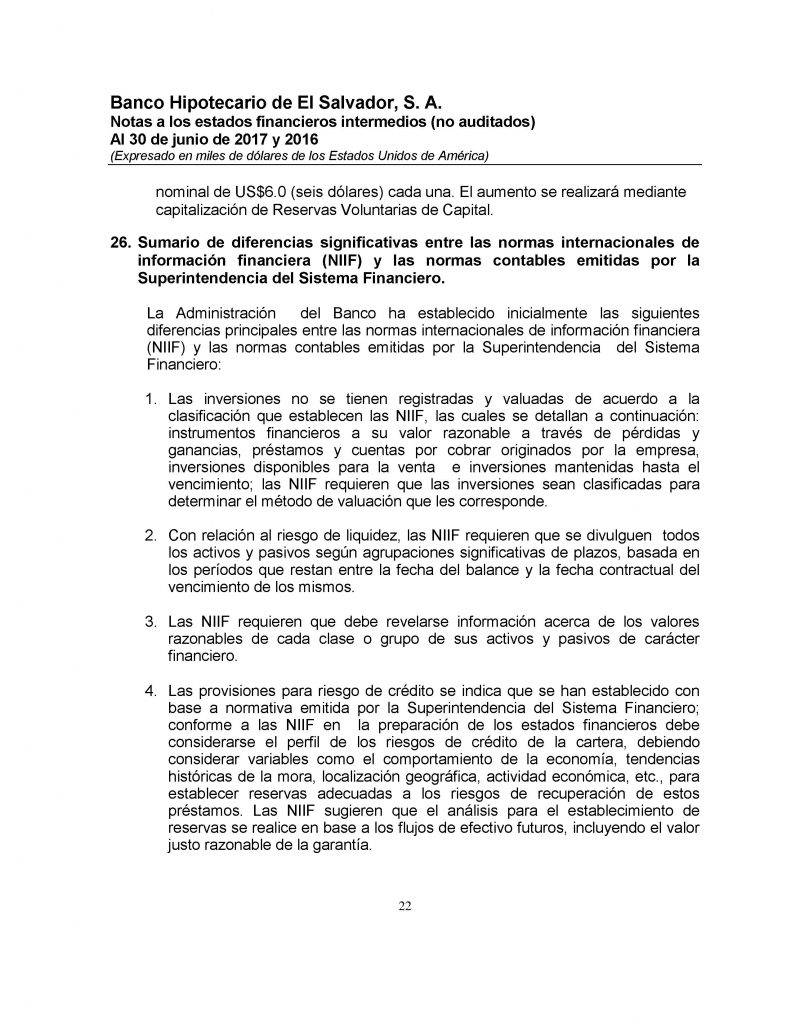 Banco Hipotecario de El Salvador, S. A.
Notas a los estados financieros intermedios (no auditados)
Al 30 de junio de 2017 y 2016
(Expresado en miles de dólares de los Estados Unidos de América)
nominal de US$6.0 (seis dólares) cada una. El aumento se realizará mediante
capitalización de Reservas Voluntarias de Capital.
26. Sumario de diferencias significativas entre las normas internacionales de
información financiera (NIIF) y las normas contables emitidas por la
Superintendencia del Sistema Financiero.
La Administración del Banco ha establecido inicialmente las siguientes
diferencias principales entre las normas internacionales de información financiera
(NIIF) y las normas contables emitidas por la Superintendencia del Sistema
Financiero:
1. Las inversiones no se tienen registradas y valuadas de acuerdo a la
clasificación que establecen las NIIF, las cuales se detallan a continuación:
instrumentos financieros a su valor razonable a través de pérdidas y
ganancias, préstamos y cuentas por cobrar originados por la empresa,
inversiones disponibles para la venta e inversiones mantenidas hasta el
vencimiento; las NIIF requieren que las inversiones sean clasificadas para
determinar el método de valuación que les corresponde.
2. Con relación al riesgo de liquidez, las NIIF requieren que se divulguen todos
los activos y pasivos según agrupaciones significativas de plazos, basada en
los períodos que restan entre la fecha del balance y la fecha contractual del
vencimiento de los mismos.
3. Las NIIF requieren que debe revelarse información acerca de los valores
razonables de cada clase o grupo de sus activos y pasivos de carácter
financiero.
4. Las provisiones para riesgo de crédito se indica que se han establecido con
base a normativa emitida por la Superintendencia del Sistema Financiero;
conforme a las NIIF en la preparación de los estados financieros debe
considerarse el perfil de los riesgos de crédito de la cartera, debiendo
considerar variables como el comportamiento de la economía, tendencias
históricas de la mora, localización geográfica, actividad económica, etc., para
establecer reservas adecuadas a los riesgos de recuperación de estos
préstamos. Las NIIF sugieren que el análisis para el establecimiento de
reservas se realice en base a los flujos de efectivo futuros, incluyendo el valor
justo razonable de la garantía.
22